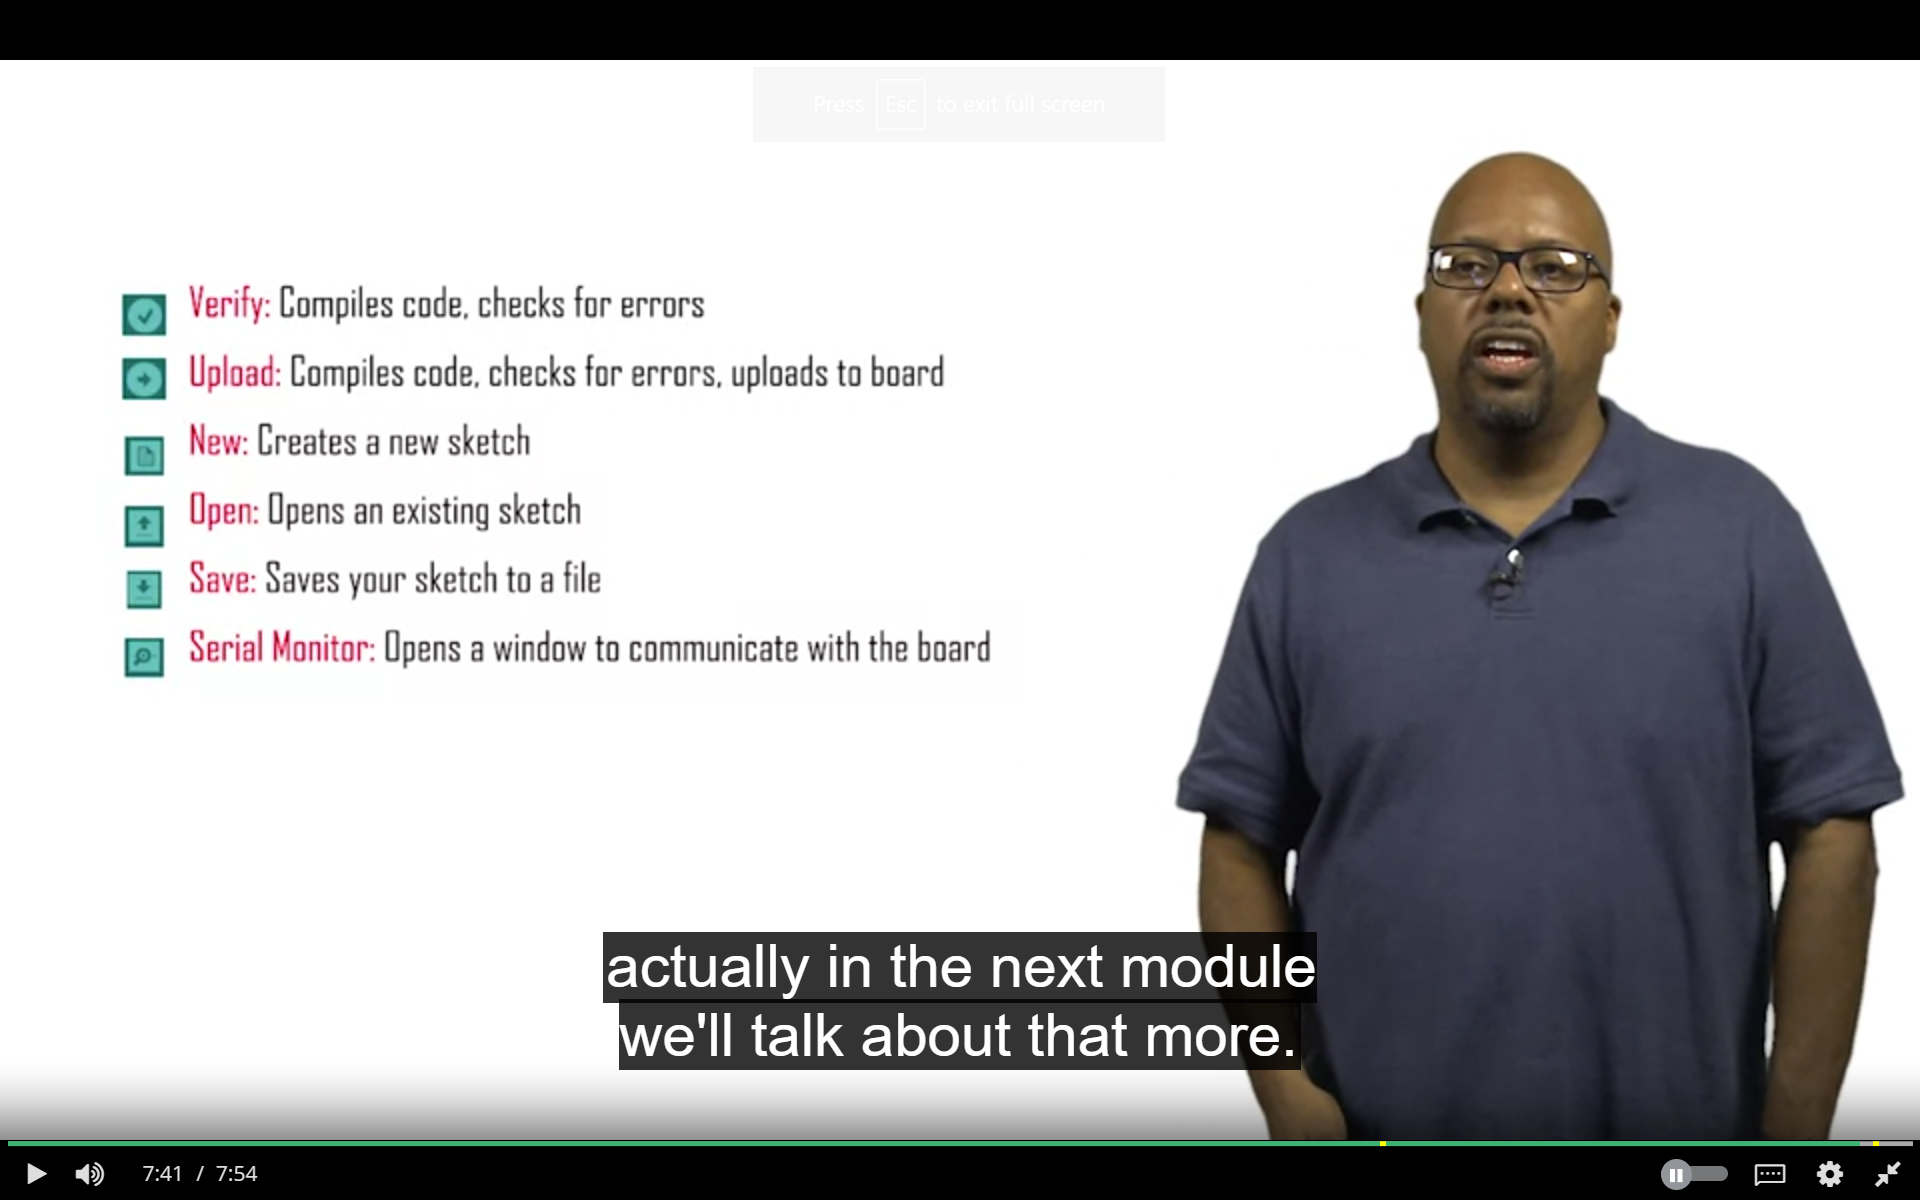 Press Esc to exit full screen
Verify: Compiles code, checks for errors
Upload: Compiles code, checks for errors, uploads to board
New: Creates a new sketch
Open: Opens an existing sketch
Save: Saves your sketch to a file
Serial Monitor: Opens a window to communicate with the board
actually in the next module
we'll talk about that more.
7:41 / 7:54